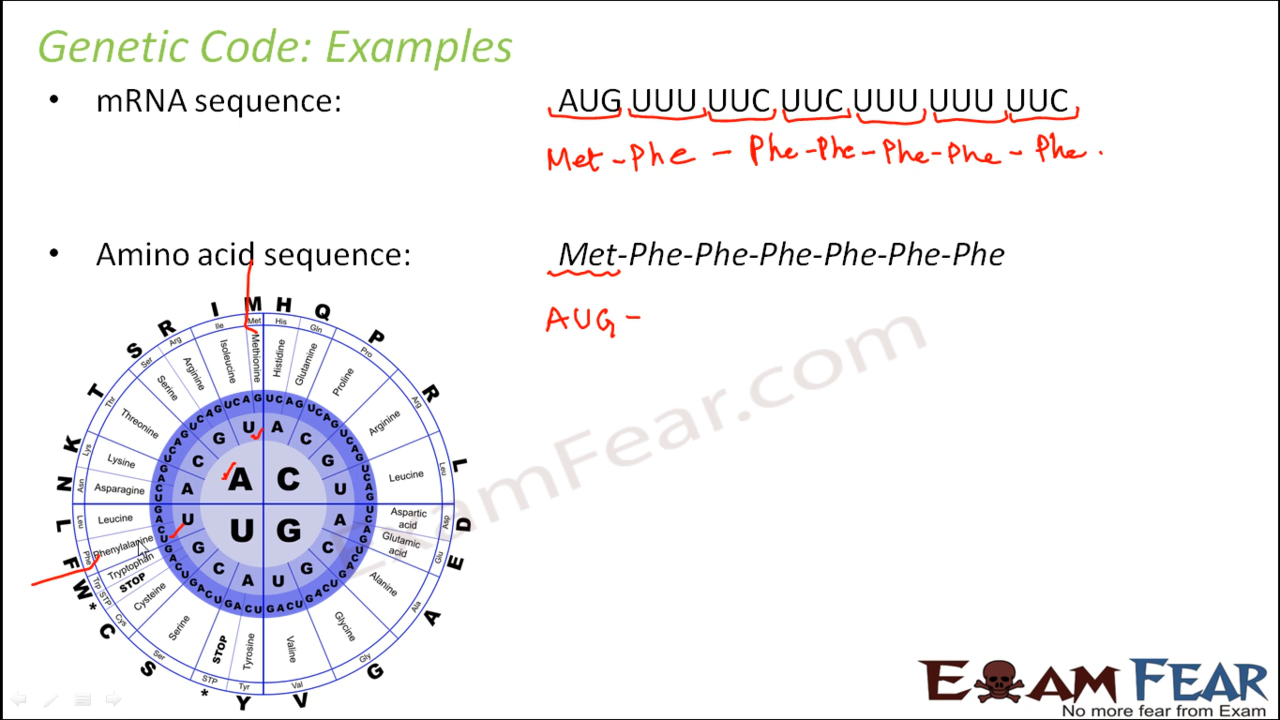 Genetic Code: Examples
• mRNA sequence: AUG UUU UUC UUC UUU UUU UUC
Met - Phe - Phe - Phe - Phe - Phe - Phe .
• Amino acid sequence: Met-Phe-Phe-Phe-Phe-Phe-Phe
AUG -
M H Q P R L D E A G V Y * S C * W F L N K T S R I
Met His Gln Pro Arg Leu Asp Glu Ala Gly Val Tyr STP Ser Cys STP Trp Phe Leu Asn Lys Thr Ser Arg Ile
Methionine
Histidine
Glutamine
Proline
Arginine
Leucine
Aspartic acid
Glutamic acid
Alanine
Glycine
Valine
Tyrosine
STOP
Serine
Cysteine
STOP
Tryptophan
Phenylalanine
Leucine
Asparagine
Lysine
Threonine
Serine
Arginine
Isoleucine
G U A C
C G
A U
U A
G C
C A U G
A C
U G
ExamFear.com
EXAM FEAR
No more fear from Exam